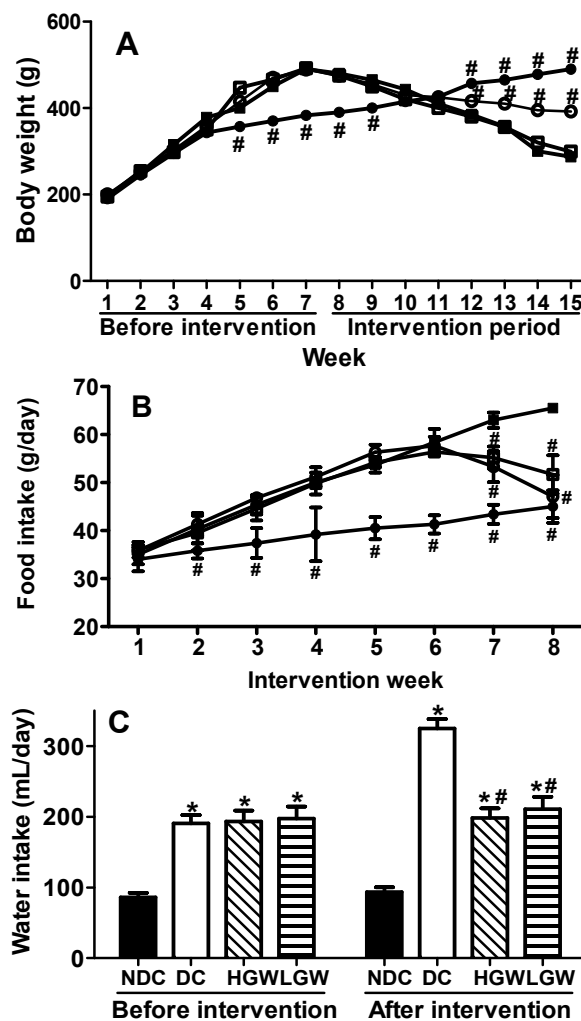 A
Body weight (g)
600
400
200
0
# # # #
# # # #
# # # # #
1 2 3 4 5 6 7 8 9 10 11 12 13 14 15
Before intervention Intervention period
Week
B
Food intake (g/day)
70
60
50
40
30
20
# #
# #
# # # # # # #
1 2 3 4 5 6 7 8
Intervention week
C
Water intake (mL/day)
300
200
100
0
* * * * *# *#
NDC DC HGW LGW NDC DC HGW LGW
Before intervention After intervention